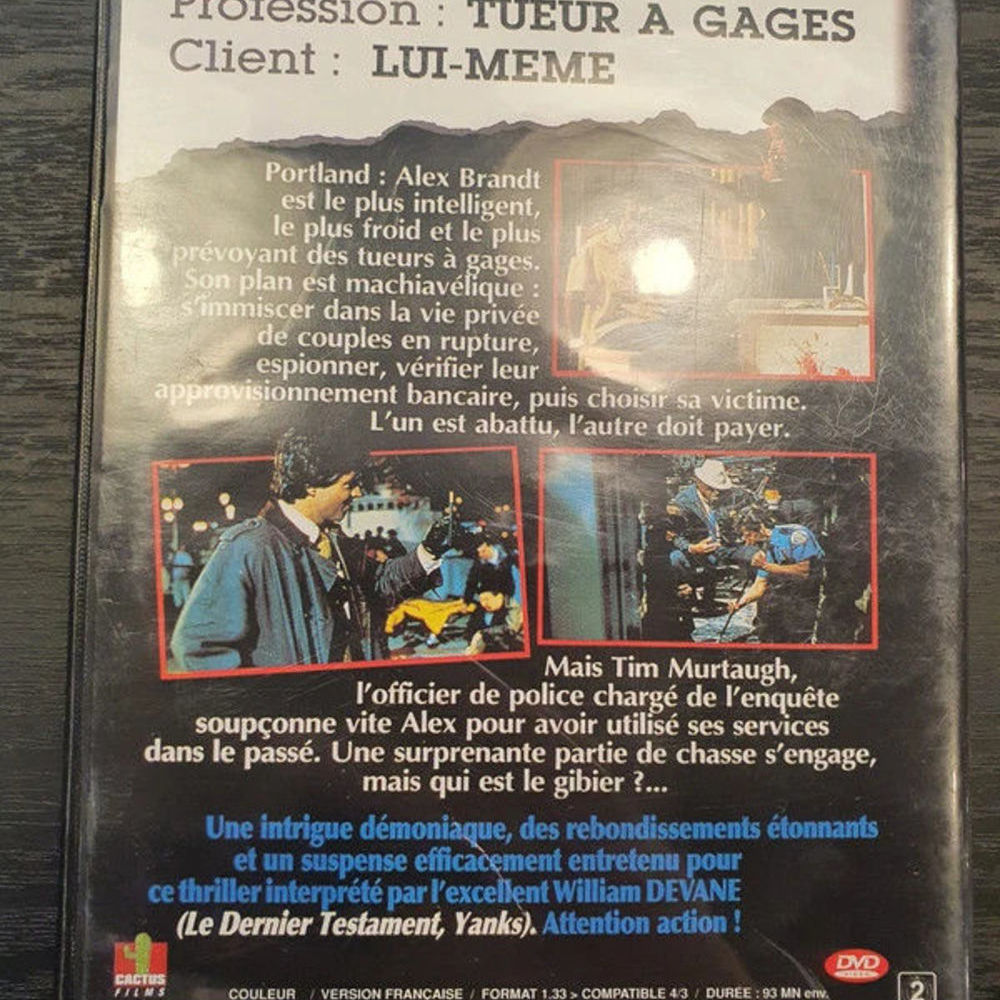 Profession : TUEUR A GAGES
Client : LUI-MEME
Portland : Alex Brandt
est le plus intelligent,
le plus froid et le plus
prévoyant des tueurs à gages.
Son plan est machiavélique :
s'immiscer dans la vie privée
de couples en rupture,
espionner, vérifier leur
approvisionnement bancaire, puis choisir sa victime.
L'un est abattu, l'autre doit payer.
Mais Tim Murtaugh,
l'officier de police chargé de l'enquête
soupçonne vite Alex pour avoir utilisé ses services
dans le passé. Une surprenante partie de chasse s'engage,
mais qui est le gibier ?...
Une intrigue démoniaque, des rebondissements étonnants
et un suspense efficacement entretenu pour
ce thriller interprété par l'excellent William DEVANE
(Le Dernier Testament, Yanks). Attention action !
CACTUS
FILMS
DVD
VIDEO
2
COULEUR / VERSION FRANÇAISE / FORMAT 1.33 > COMPATIBLE 4/3 / DURÉE : 93 MN env.